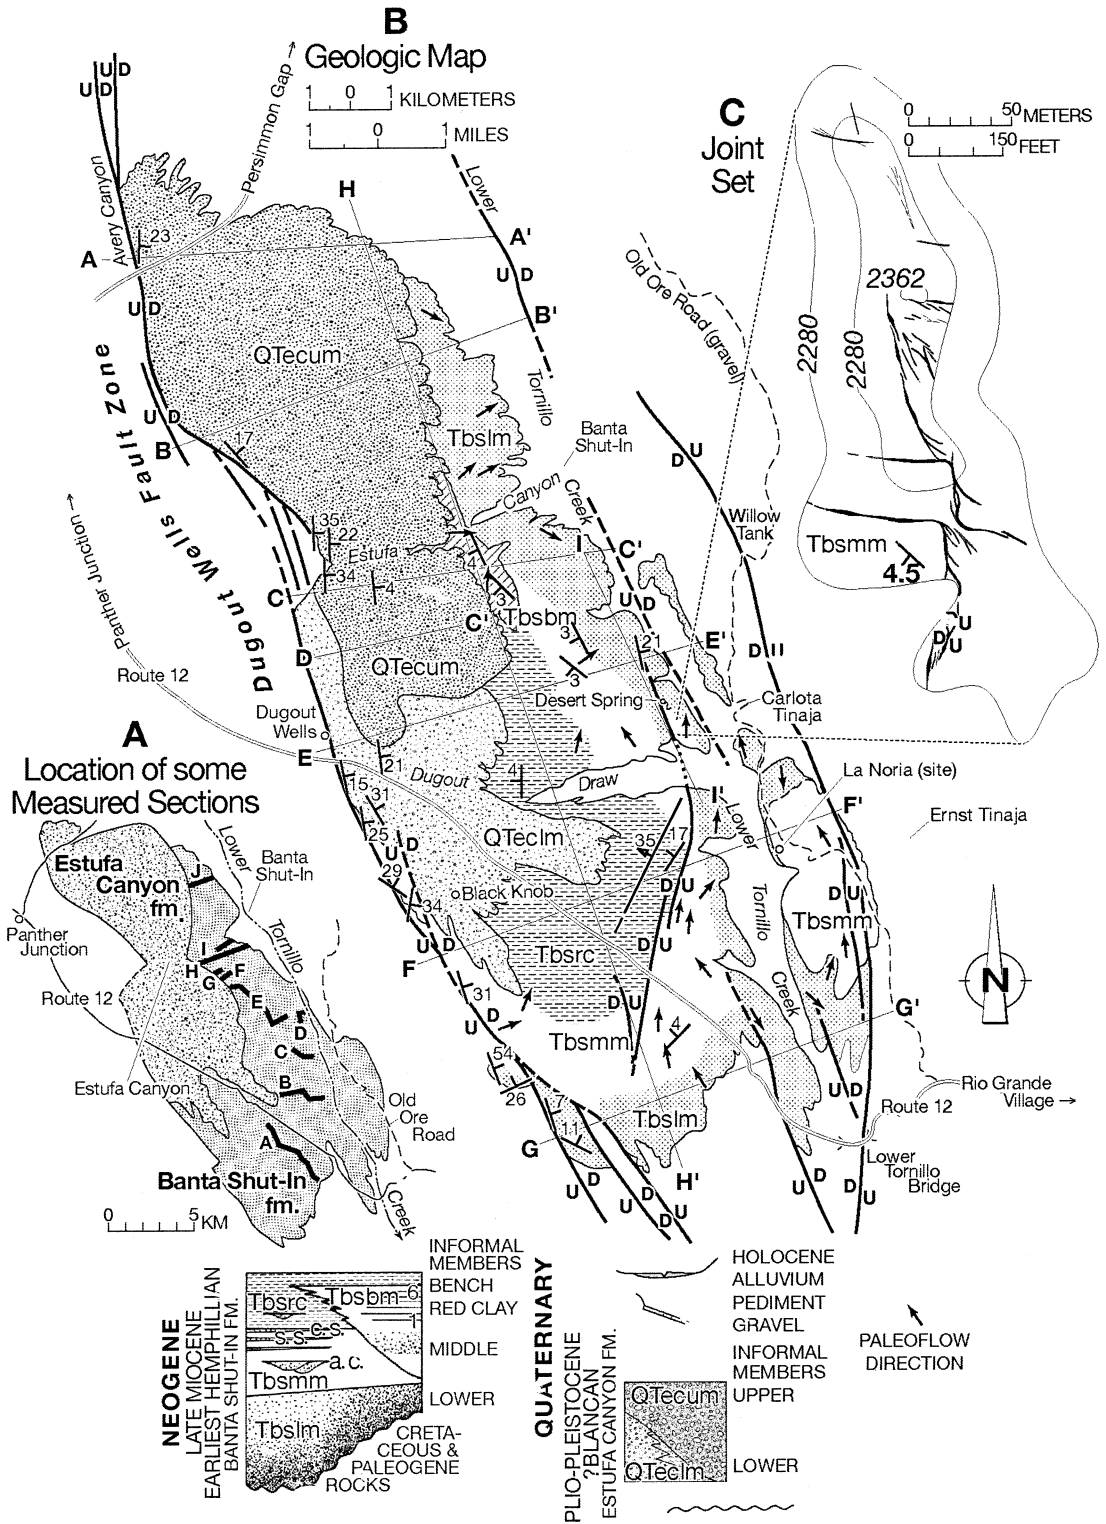 B
Geologic Map
1 0 1 KILOMETERS
1 0 1 MILES
C
Joint
Set
0 50 METERS
0 150 FEET
2362
2280
2280
Tbsmm
4.5
D U
U
U D
U D
Persimmon Gap →
Avery Canyon
H
Lower
A
23
A'
U D
U D
B'
Old Ore Road (gravel)
QTecum
Dugout Wells Fault Zone
Tornillo
U D
B
17
Tbslm
Banta
Shut-In
Canyon
Creek
D U
Willow
Tank
Panther Junction →
35
22
Estufa
34
4
24
I
C'
C
3
Tbsbm
U D
C'
3
21
E'
D U
D
QTecum
3
Route 12
Desert Spring
Carlota
Tinaja
Dugout
Wells
E
21
Dugout
4
Draw
La Noria (site)
15
31
I'
Lower
F'
Ernst Tinaja
25
U D
QTeclm
35
17
29
Black Knob
D U
34
D U
Tornillo
Tbsmm
U D
F
D U
Tbsrc
Creek
31
D U
G'
U D
Tbsmm
4
N
54
26
7
11
Tbslm
U D
Route 12
Rio Grande
Village →
G
H'
Lower
Tornillo
Bridge
U D
U D
D U
U D
D U
A
Location of some
Measured Sections
Estufa
Canyon
fm.
Lower
Banta
Shut-In
J
Panther
Junction
Tornillo
I
H
G
F
E
D
C
B
A
Route 12
Estufa Canyon
Old
Ore
Road
Banta Shut-In
fm.
Creek
0 5 KM
NEOGENE
LATE MIOCENE
EARLIEST HEMPHILLIAN
BANTA SHUT-IN FM.
INFORMAL
MEMBERS
BENCH
Tbsrc
Tbsbm
6
RED CLAY
1
s.s.
c.s.
MIDDLE
a.c.
Tbsmm
LOWER
Tbslm
CRETA-
CEOUS &
PALEOGENE
ROCKS
QUATERNARY
PLIO-PLEISTOCENE
?BLANCAN
ESTUFA CANYON FM.
HOLOCENE
ALLUVIUM
PEDIMENT
GRAVEL
INFORMAL
MEMBERS
QTecum
UPPER
QTeclm
LOWER
PALEOFLOW
DIRECTION